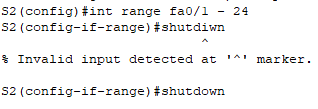 S2(config)#int range fa0/1 - 24
S2(config-if-range)#shutdiwn
^
% Invalid input detected at '^' marker.
S2(config-if-range)#shutdown